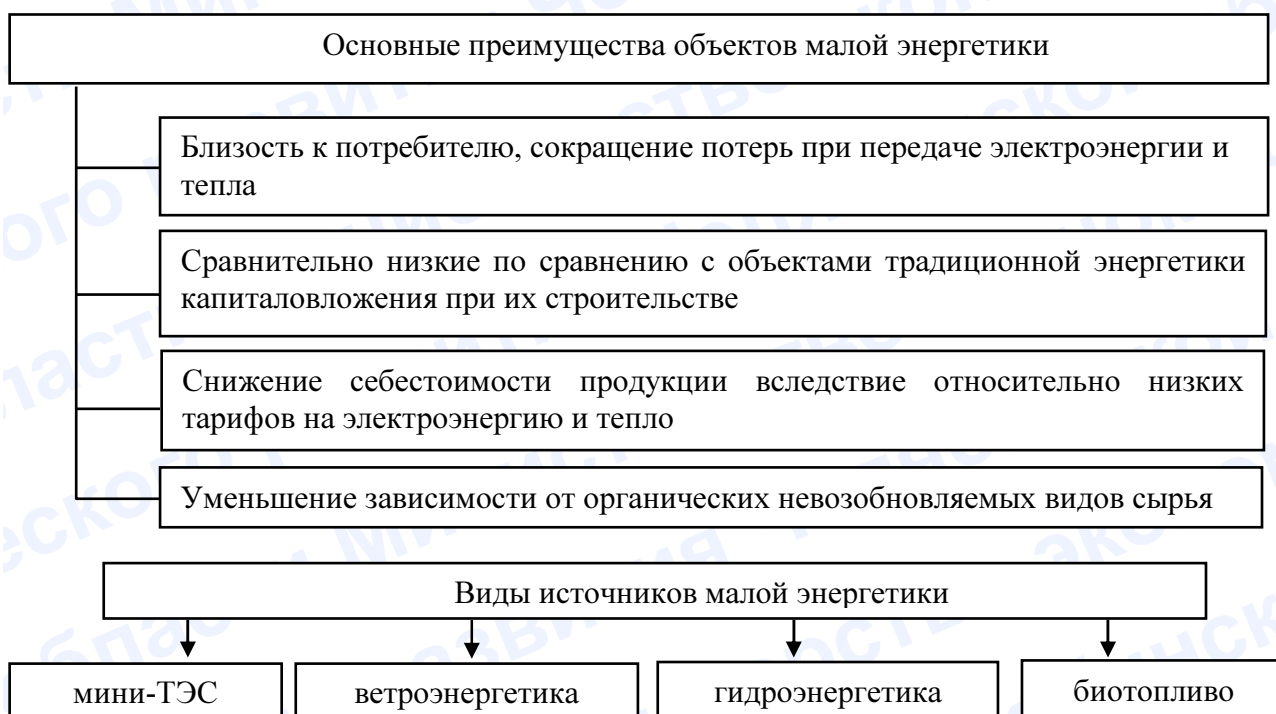 Основные преимущества объектов малой энергетики
Близость к потребителю, сокращение потерь при передаче электроэнергии и
тепла
Сравнительно низкие по сравнению с объектами традиционной энергетики
капиталовложения при их строительстве
Снижение себестоимости продукции вследствие относительно низких
тарифов на электроэнергию и тепло
Уменьшение зависимости от органических невозобновляемых видов сырья
Виды источников малой энергетики
мини-ТЭС ветроэнергетика гидроэнергетика биотопливо